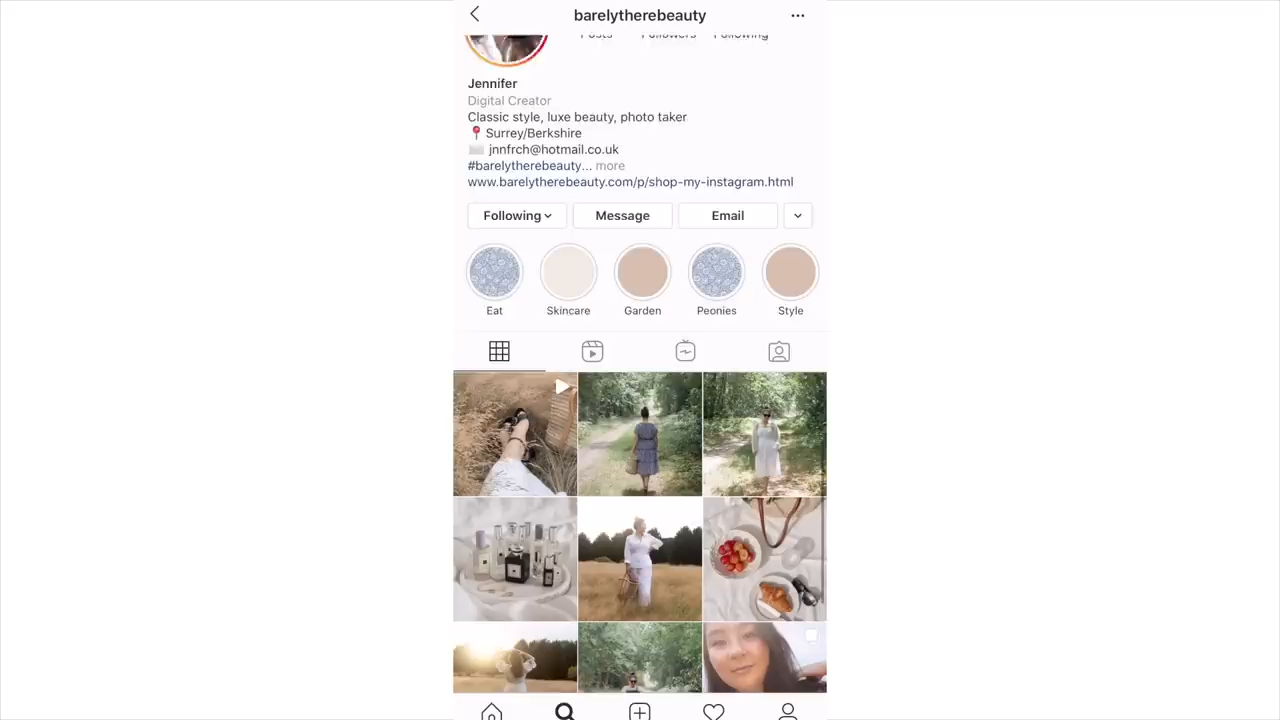 barelytherebeauty
Posts Followers Following
Jennifer
Digital Creator
Classic style, luxe beauty, photo taker
📍 Surrey/Berkshire
✉️ jnnfrch@hotmail.co.uk
#barelytherebeauty... more
www.barelytherebeauty.com/p/shop-my-instagram.html
Following Message Email
Eat Skincare Garden Peonies Style